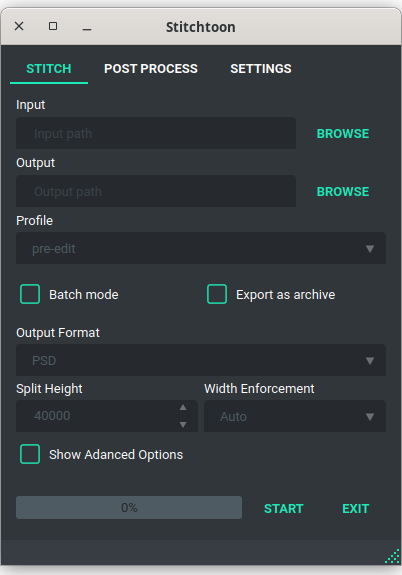 Stitchtoon
STITCH POST PROCESS SETTINGS
Input
Input path BROWSE
Output
Output path BROWSE
Profile
pre-edit
Batch mode Export as archive
Output Format
PSD
Split Height Width Enforcement
40000 Auto
Show Adanced Options
0% START EXIT